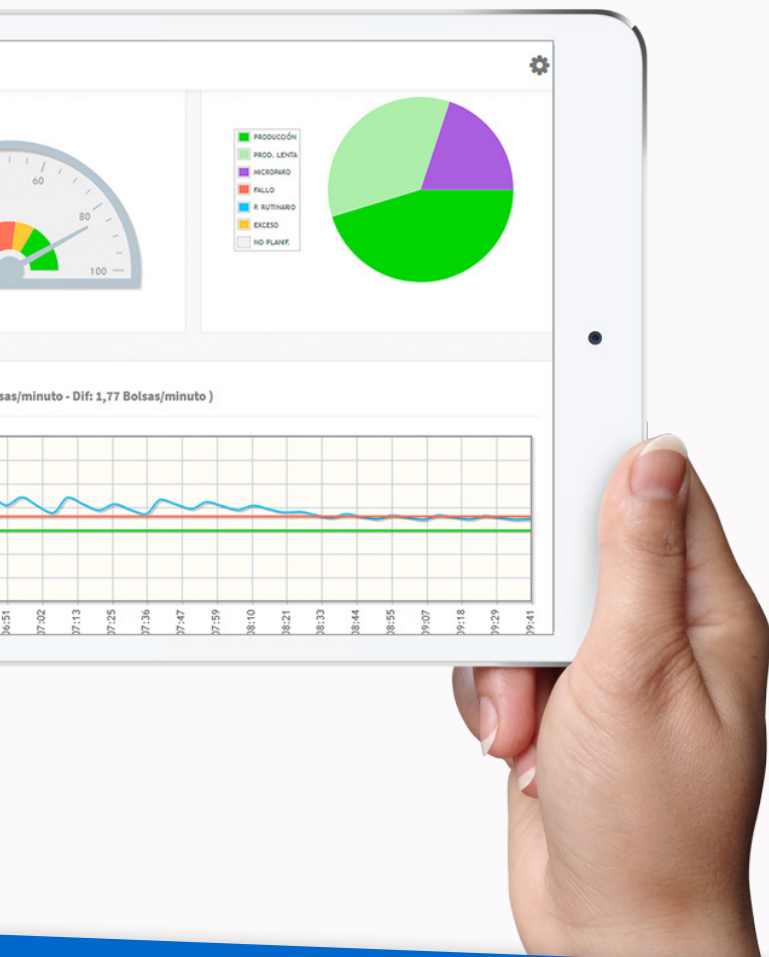 60
80
100
PRODUCCIÓN
PROD. LENTA
MICROPARO
FALLO
P. RUTINARIO
EXCESO
NO PLANIF.
sas/minuto - Dif: 1,77 Bolsas/minuto )
06:51
07:02
07:13
07:25
07:36
07:47
07:59
08:10
08:21
08:33
08:44
08:55
09:07
09:18
09:29
09:41